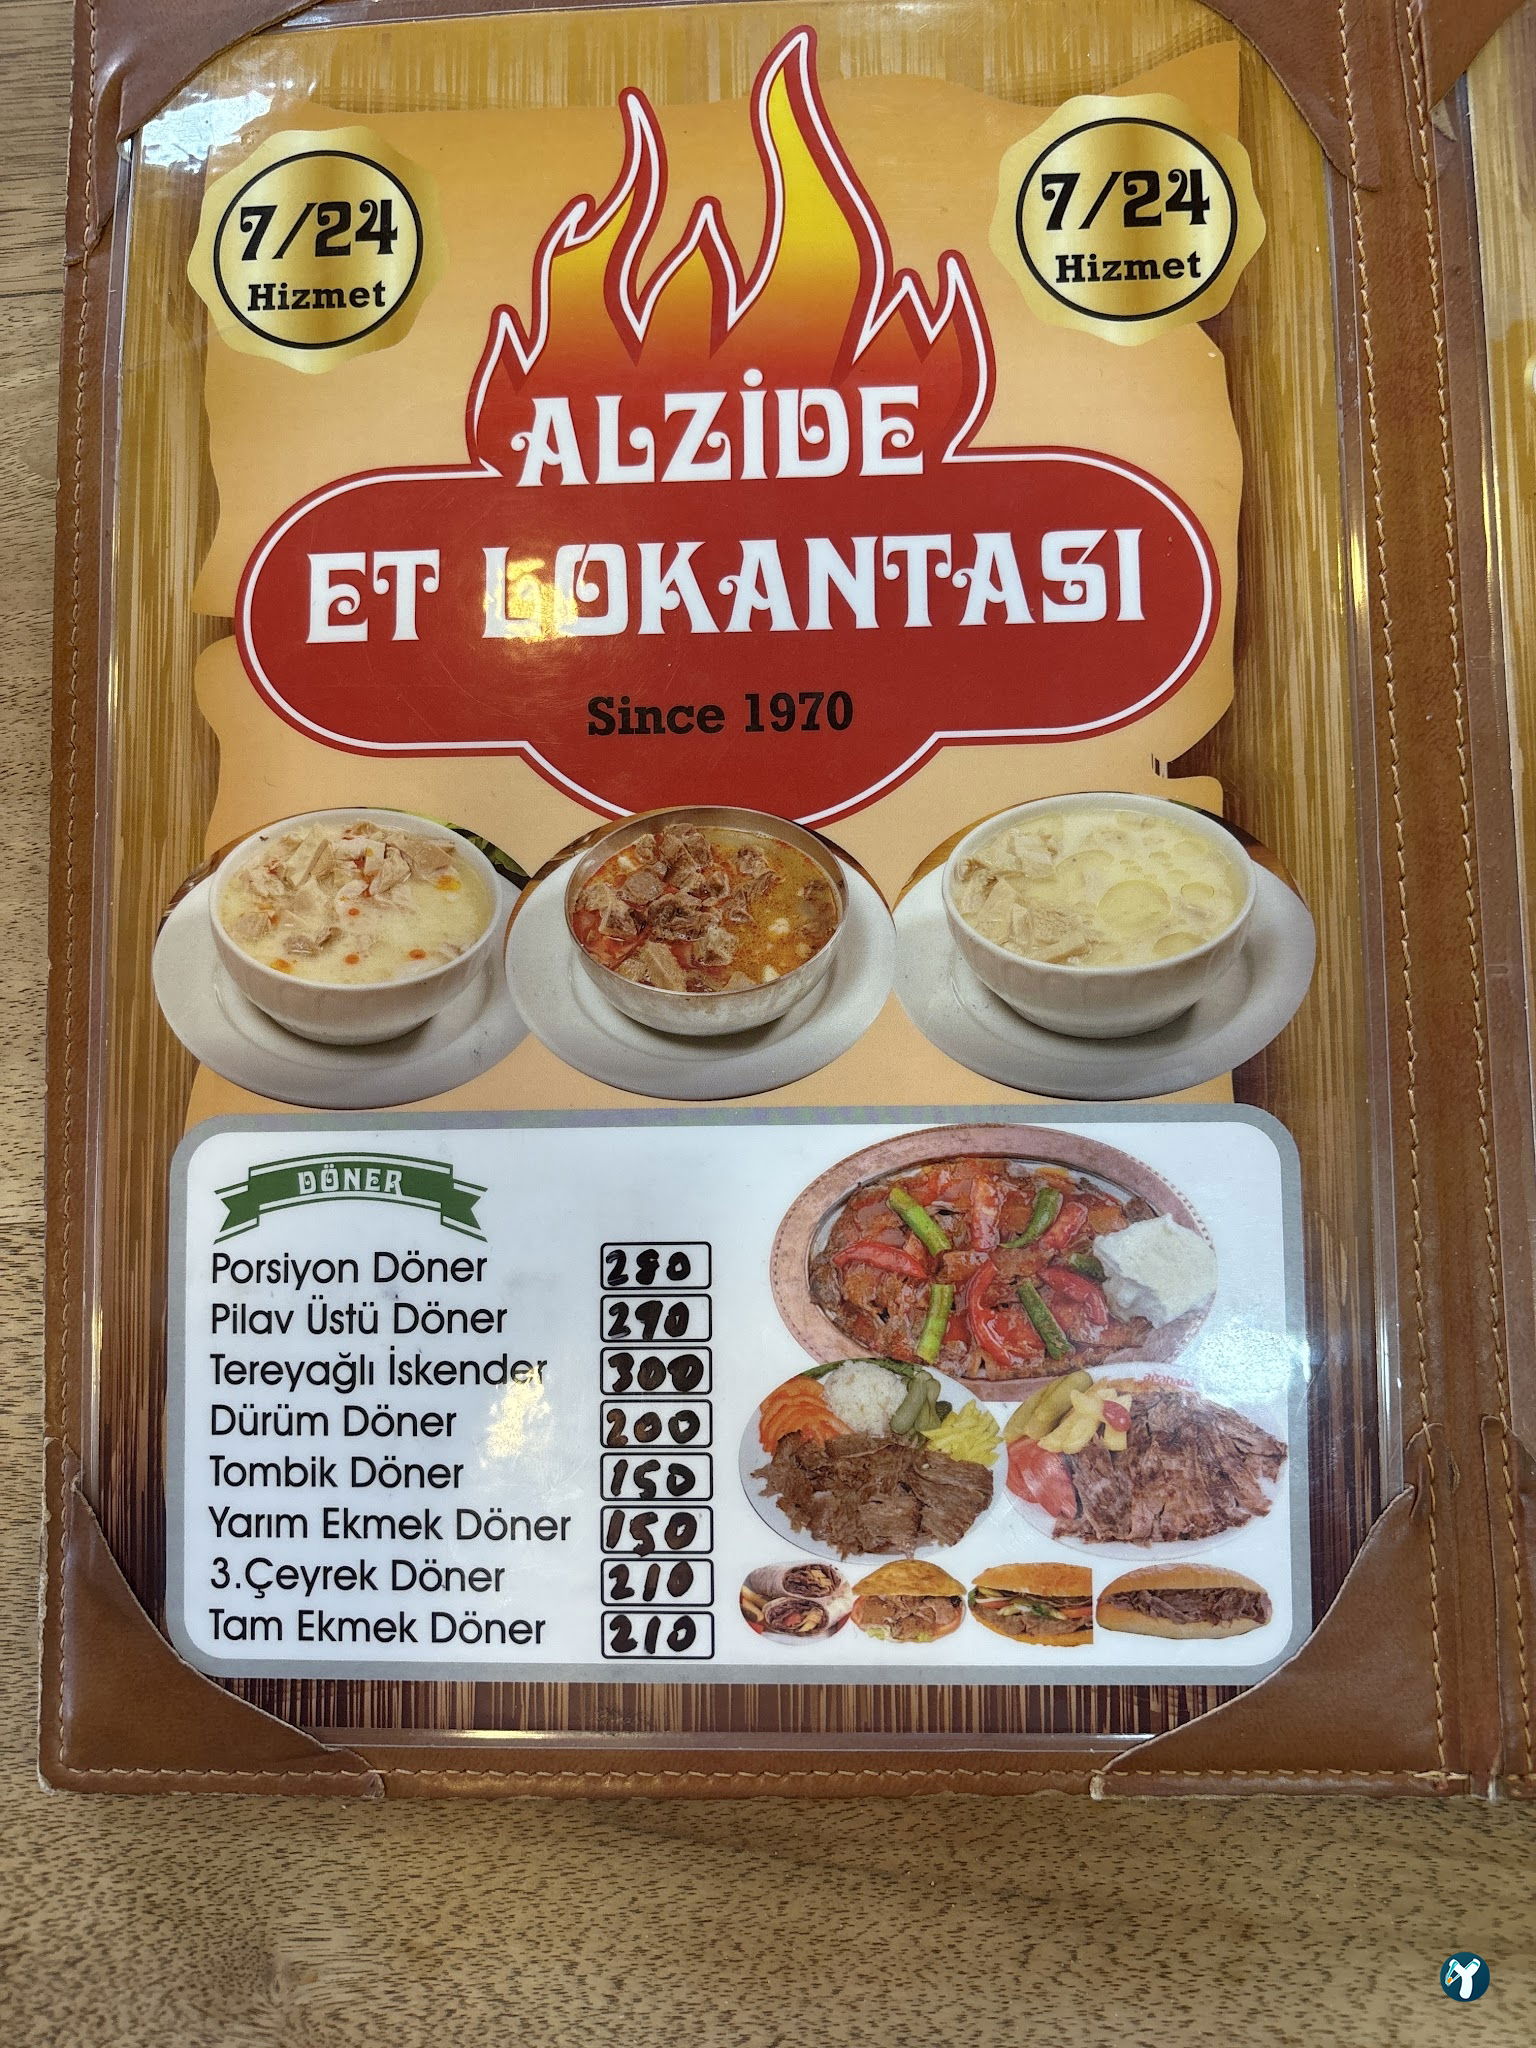 7/24
Hizmet
7/24
Hizmet
ALZİDE
ET LOKANTASI
Since 1970
DÖNER
Porsiyon Döner 280
Pilav Üstü Döner 290
Tereyağlı İskender 300
Dürüm Döner 200
Tombik Döner 150
Yarım Ekmek Döner 150
3.Çeyrek Döner 210
Tam Ekmek Döner 210